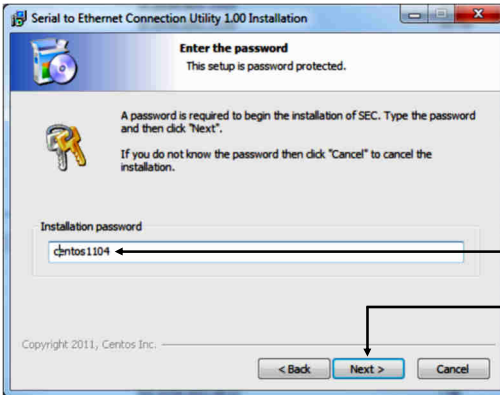 Serial to Ethernet Connection Utility 1.00 Installation
Enter the password
This setup is password protected.
A password is required to begin the installation of SEC. Type the password
and then click "Next".
If you do not know the password then click "Cancel" to cancel the
installation.
Installation password
centos1104
Copyright 2011, Centos Inc.
< Back
Next >
Cancel